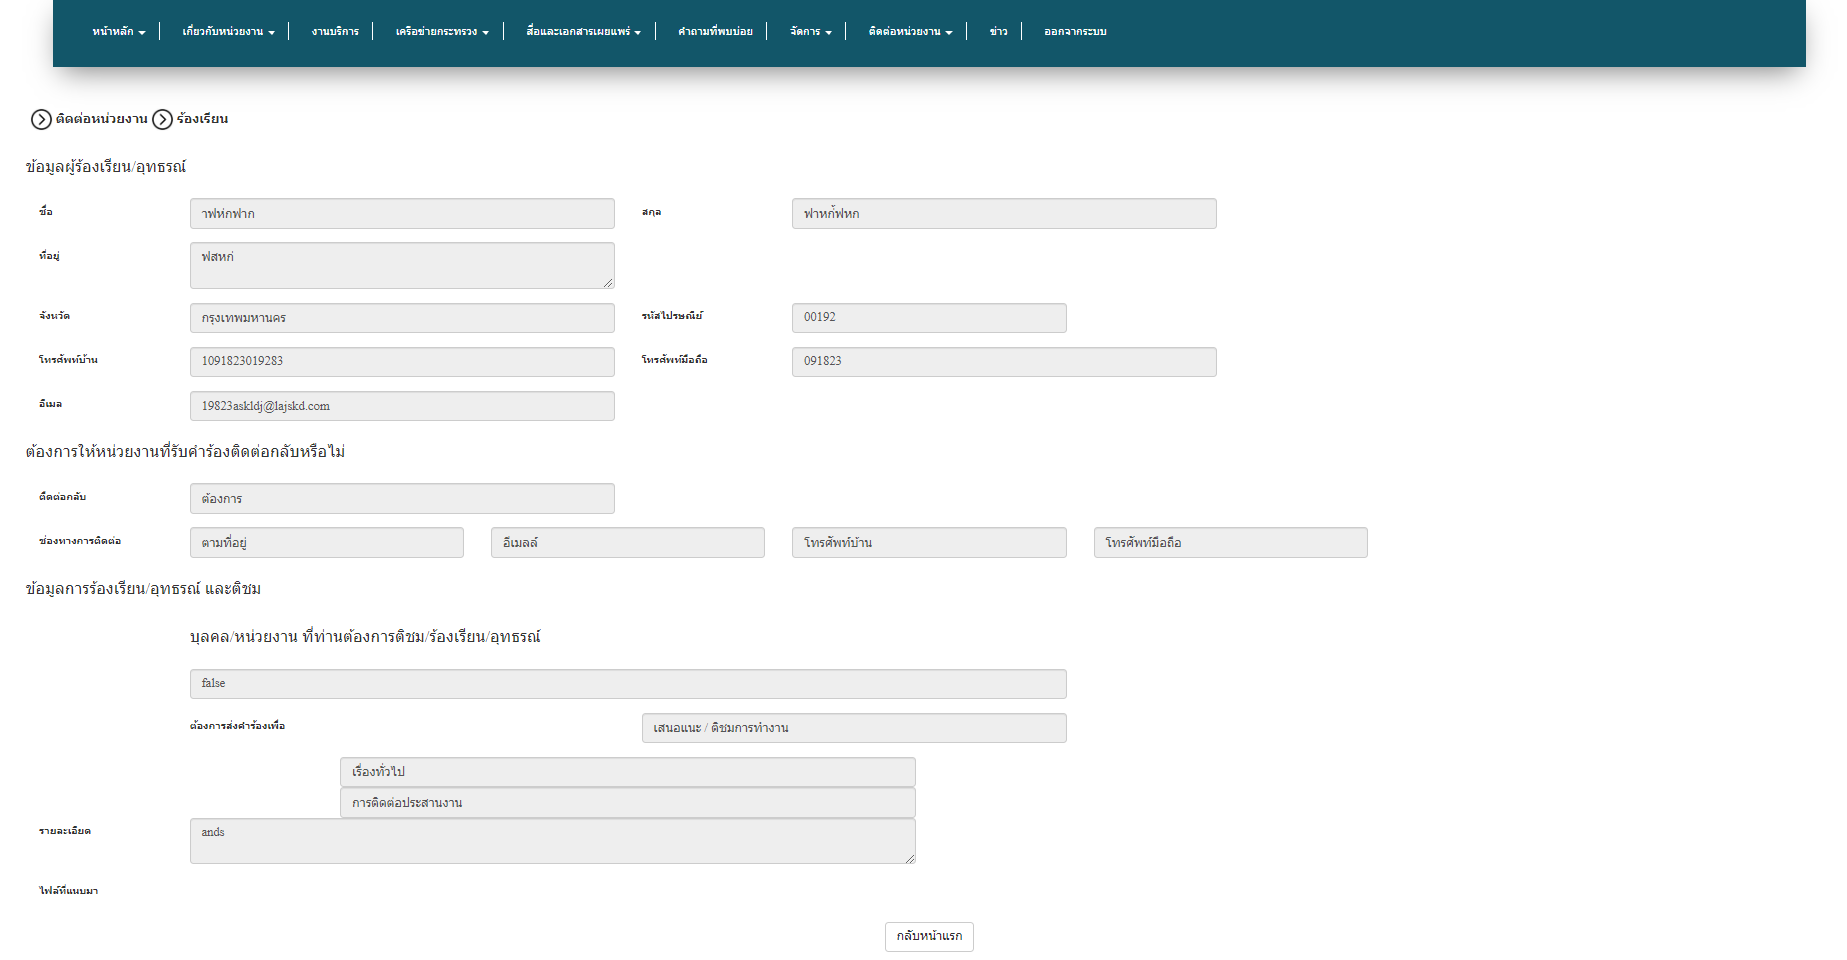 หน้าหลัก เกี่ยวกับหน่วยงาน งานบริการ เครือข่ายกระทรวง สื่อและเอกสารเผยแพร่ คำถามที่พบบ่อย จัดการ ติดต่อหน่วยงาน ข่าว ออกจากระบบ
ติดต่อหน่วยงาน ร้องเรียน
ข้อมูลผู้ร้องเรียน/อุทธรณ์
ชื่อ าฟห่กฟาก สกุล ฟาหก้ฟหก
ที่อยู่ ฟสหก่
จังหวัด กรุงเทพมหานคร รหัสไปรษณีย์ 00192
โทรศัพท์บ้าน 1091823019283 โทรศัพท์มือถือ 091823
อีเมล 19823askldj@lajskd.com
ต้องการให้หน่วยงานที่รับคำร้องติดต่อกลับหรือไม่
ติดต่อกลับ ต้องการ
ช่องทางการติดต่อ ตามที่อยู่ อีเมลล์ โทรศัพท์บ้าน โทรศัพท์มือถือ
ข้อมูลการร้องเรียน/อุทธรณ์ และติชม
บุลคล/หน่วยงาน ที่ท่านต้องการติชม/ร้องเรียน/อุทธรณ์
false
ต้องการส่งคำร้องเพื่อ เสนอแนะ / ติชมการทำงาน
เรื่องทั่วไป
การติดต่อประสานงาน
รายละเอียด ands
ไฟล์ที่แนบมา
กลับหน้าแรก